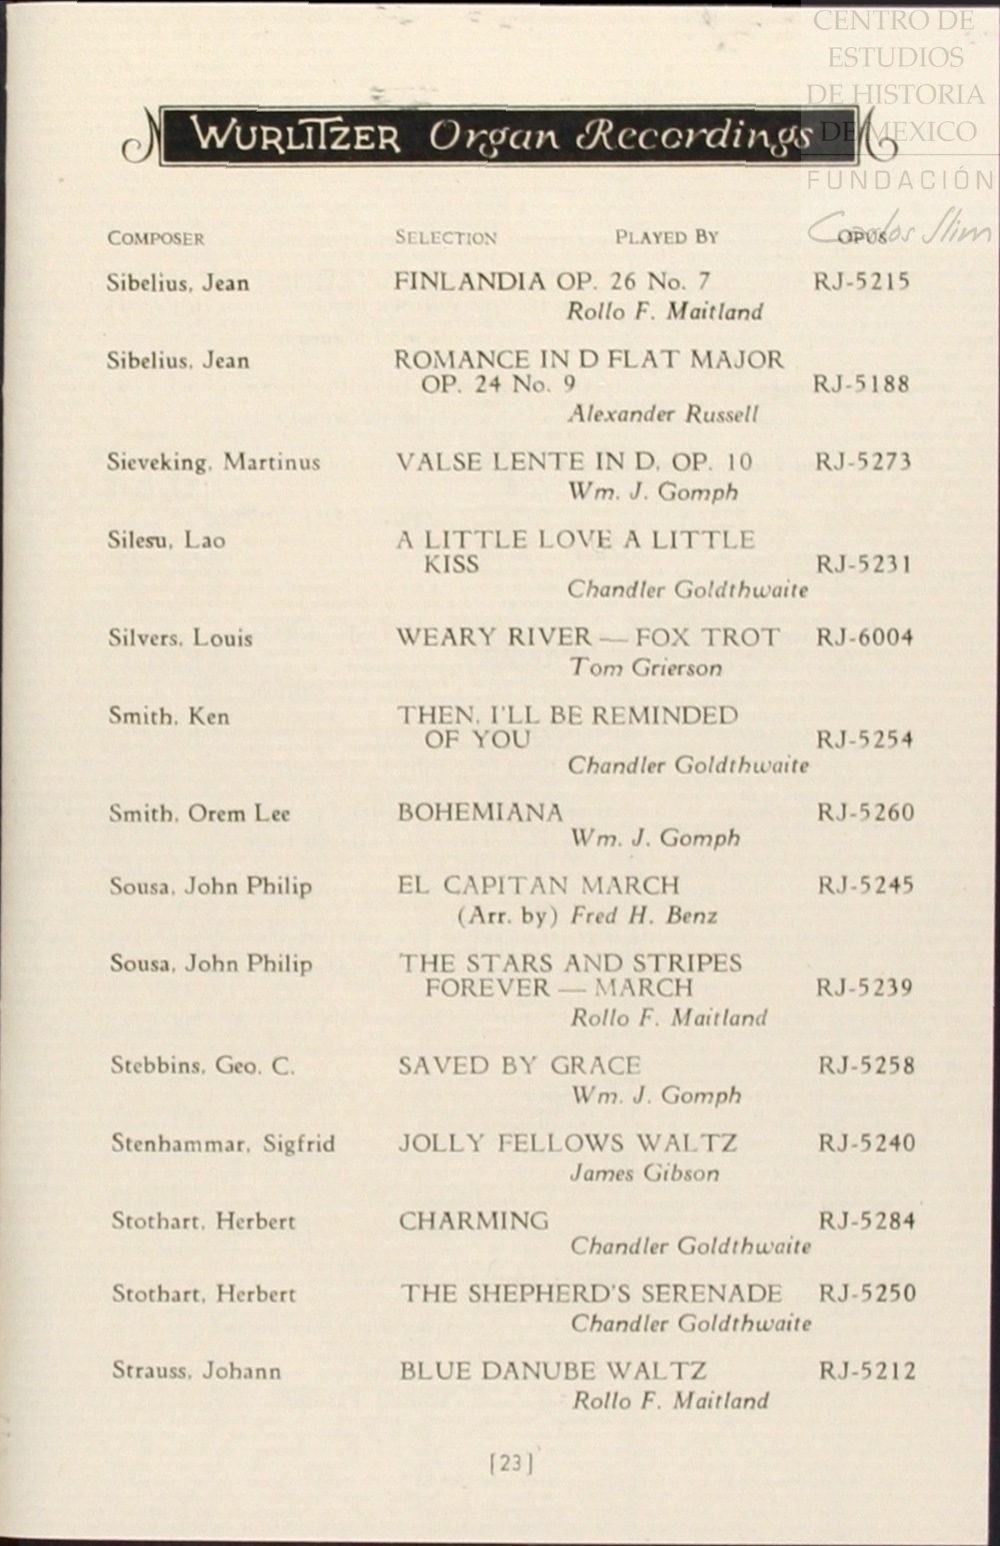 CENTRO DE
ESTUDIOS
DE HISTORIA
DE MEXICO
FUNDACIÓN
Carlos Slim
WURLITZER Organ Recordings
COMPOSER SELECTION PLAYED BY OPUS
Sibelius, Jean FINLANDIA OP. 26 No. 7 RJ-5215
Rollo F. Maitland
Sibelius, Jean ROMANCE IN D FLAT MAJOR
OP. 24 No. 9 RJ-5188
Alexander Russell
Sieveking, Martinus VALSE LENTE IN D, OP. 10 RJ-5273
Wm. J. Gomph
Silesu, Lao A LITTLE LOVE A LITTLE
KISS RJ-5231
Chandler Goldthwaite
Silvers, Louis WEARY RIVER — FOX TROT RJ-6004
Tom Grierson
Smith, Ken THEN, I'LL BE REMINDED
OF YOU RJ-5254
Chandler Goldthwaite
Smith, Orem Lee BOHEMIANA RJ-5260
Wm. J. Gomph
Sousa, John Philip EL CAPITAN MARCH RJ-5245
(Arr. by) Fred H. Benz
Sousa, John Philip THE STARS AND STRIPES
FOREVER — MARCH RJ-5239
Rollo F. Maitland
Stebbins, Geo. C. SAVED BY GRACE RJ-5258
Wm. J. Gomph
Stenhammar, Sigfrid JOLLY FELLOWS WALTZ RJ-5240
James Gibson
Stothart, Herbert CHARMING RJ-5284
Chandler Goldthwaite
Stothart, Herbert THE SHEPHERD'S SERENADE RJ-5250
Chandler Goldthwaite
Strauss, Johann BLUE DANUBE WALTZ RJ-5212
Rollo F. Maitland
[23]